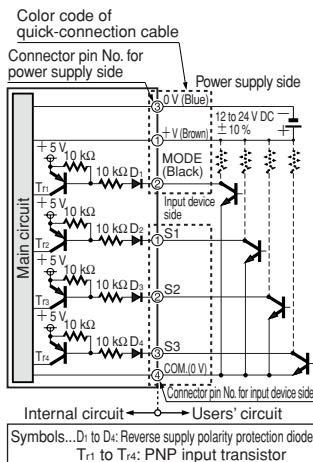 Color code of
quick-connection cable
Connector pin No. for
power supply side
Power supply side
Main circuit
3
0 V (Blue)
12 to 24 V DC
± 10 %
+
1
+ V (Brown)
+ 5 V
10 kΩ
10 kΩ D1
Tr1
MODE
(Black)
2
Input device
side
+ 5 V
10 kΩ
10 kΩ D2
Tr2
1
S1
+ 5 V
10 kΩ
10 kΩ D3
Tr3
2
S2
+ 5 V
10 kΩ
10 kΩ D4
Tr4
3
S3
4
COM.(0 V)
Connector pin No. for input device side
Internal circuit
Users' circuit
Symbols...D1 to D4: Reverse supply polarity protection diode
Tr1 to Tr4: PNP input transistor